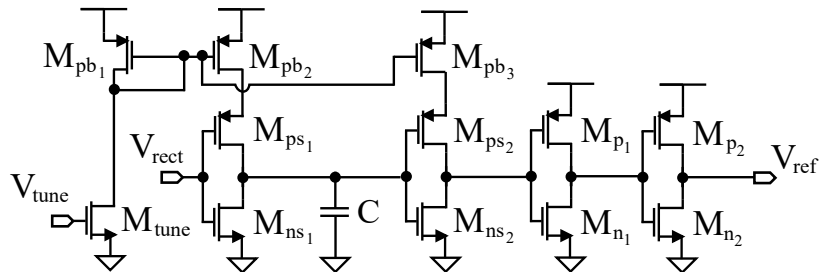 M_pb1 M_pb2 M_pb3
M_ps1 M_ps2 M_p1 M_p2
V_rect V_ref
V_tune
M_tune M_ns1 C M_ns2 M_n1 M_n2